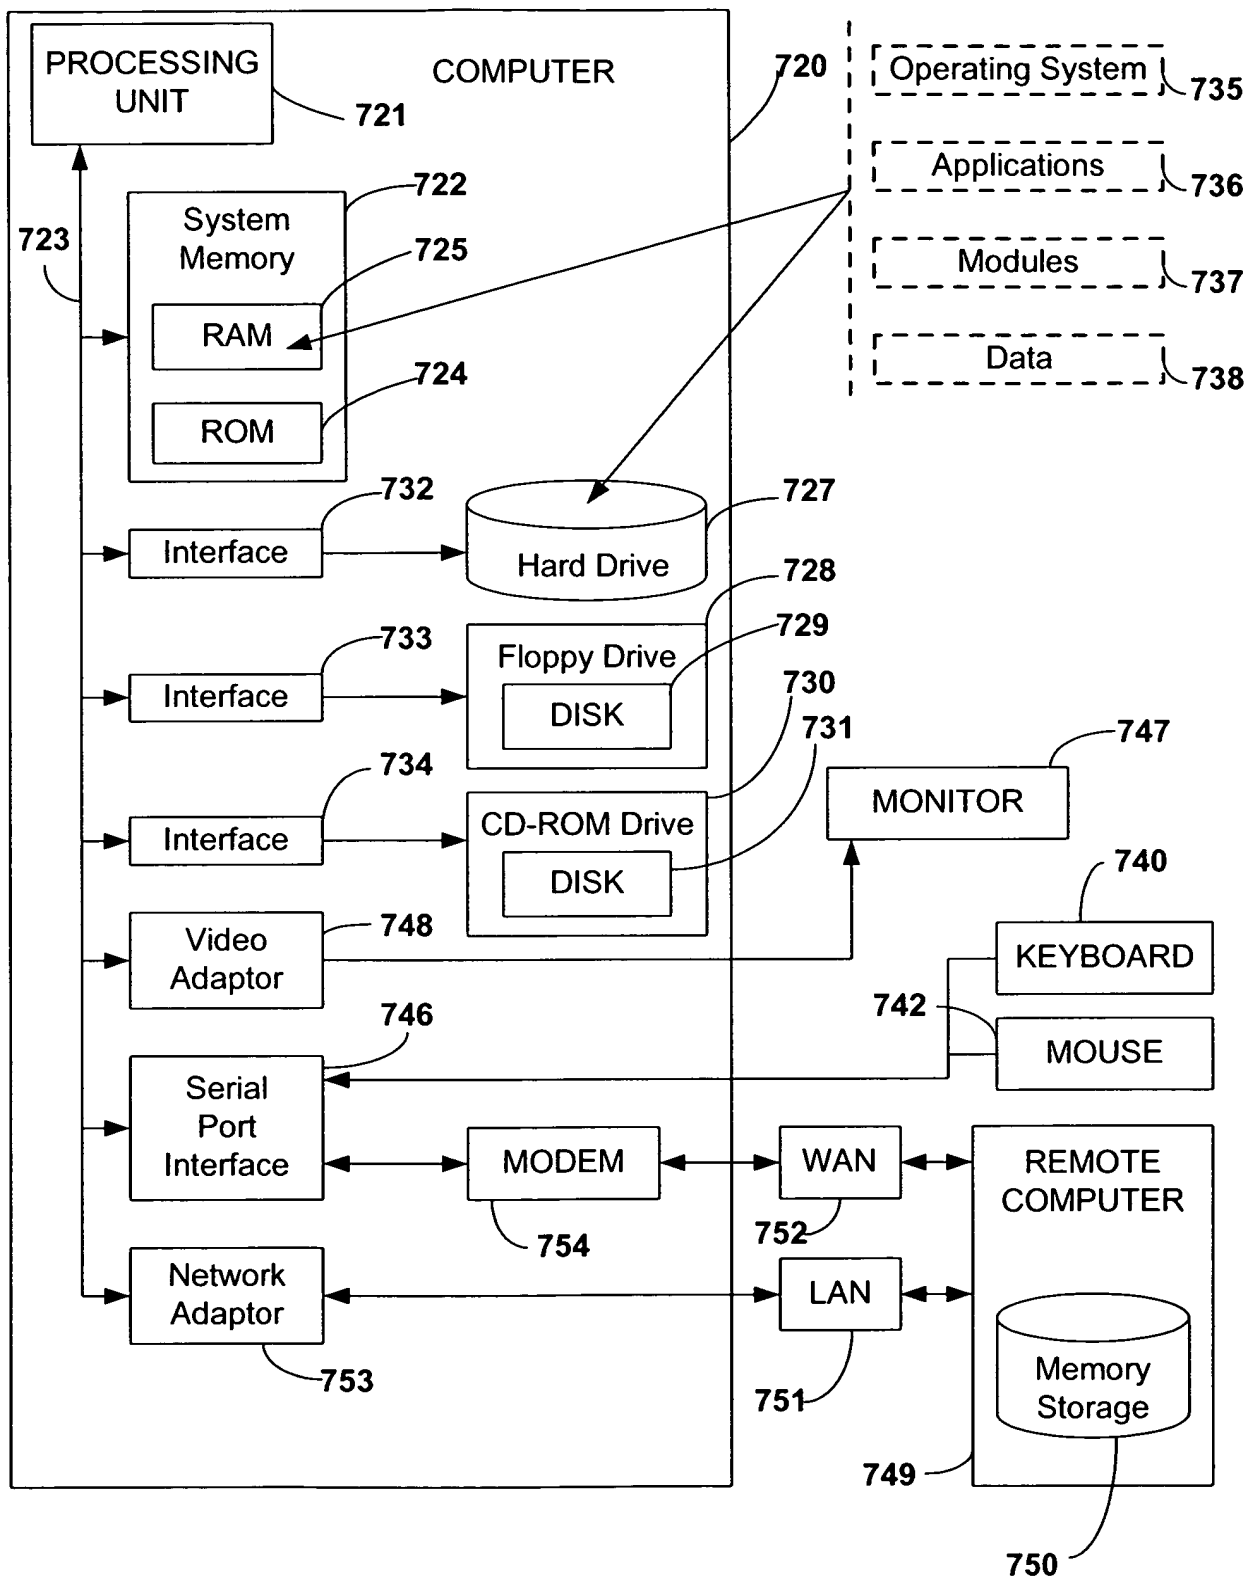 PROCESSING
UNIT
721
COMPUTER
720
Operating System
735
Applications
736
Modules
737
Data
738
723
722
System
Memory
725
RAM
724
ROM
732
Interface
727
Hard Drive
728
729
733
Interface
Floppy Drive
DISK
730
731
734
Interface
CD-ROM Drive
DISK
747
MONITOR
740
KEYBOARD
742
MOUSE
748
Video
Adaptor
746
Serial
Port
Interface
MODEM
754
WAN
752
REMOTE
COMPUTER
Network
Adaptor
753
LAN
751
Memory
Storage
749
750